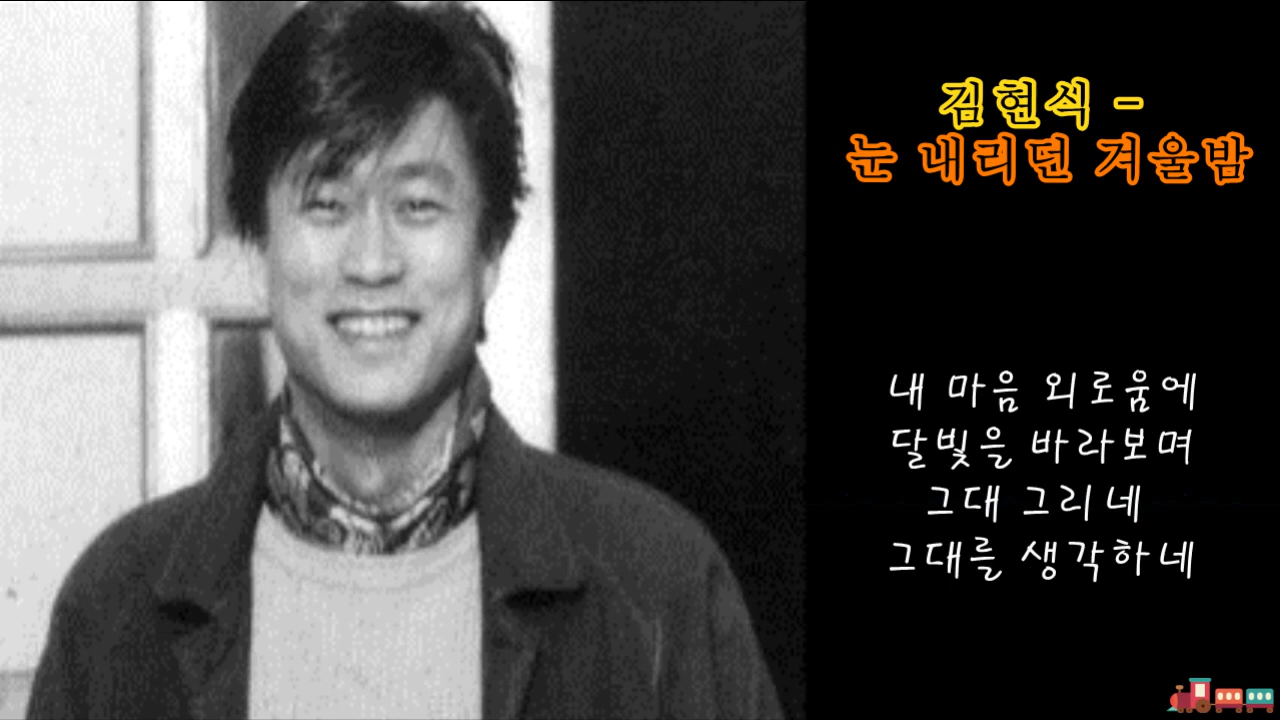 김현식 -
눈 내리던 겨울밤
내 마음 외로움에
달빛을 바라보며
그대 그리네
그대를 생각하네